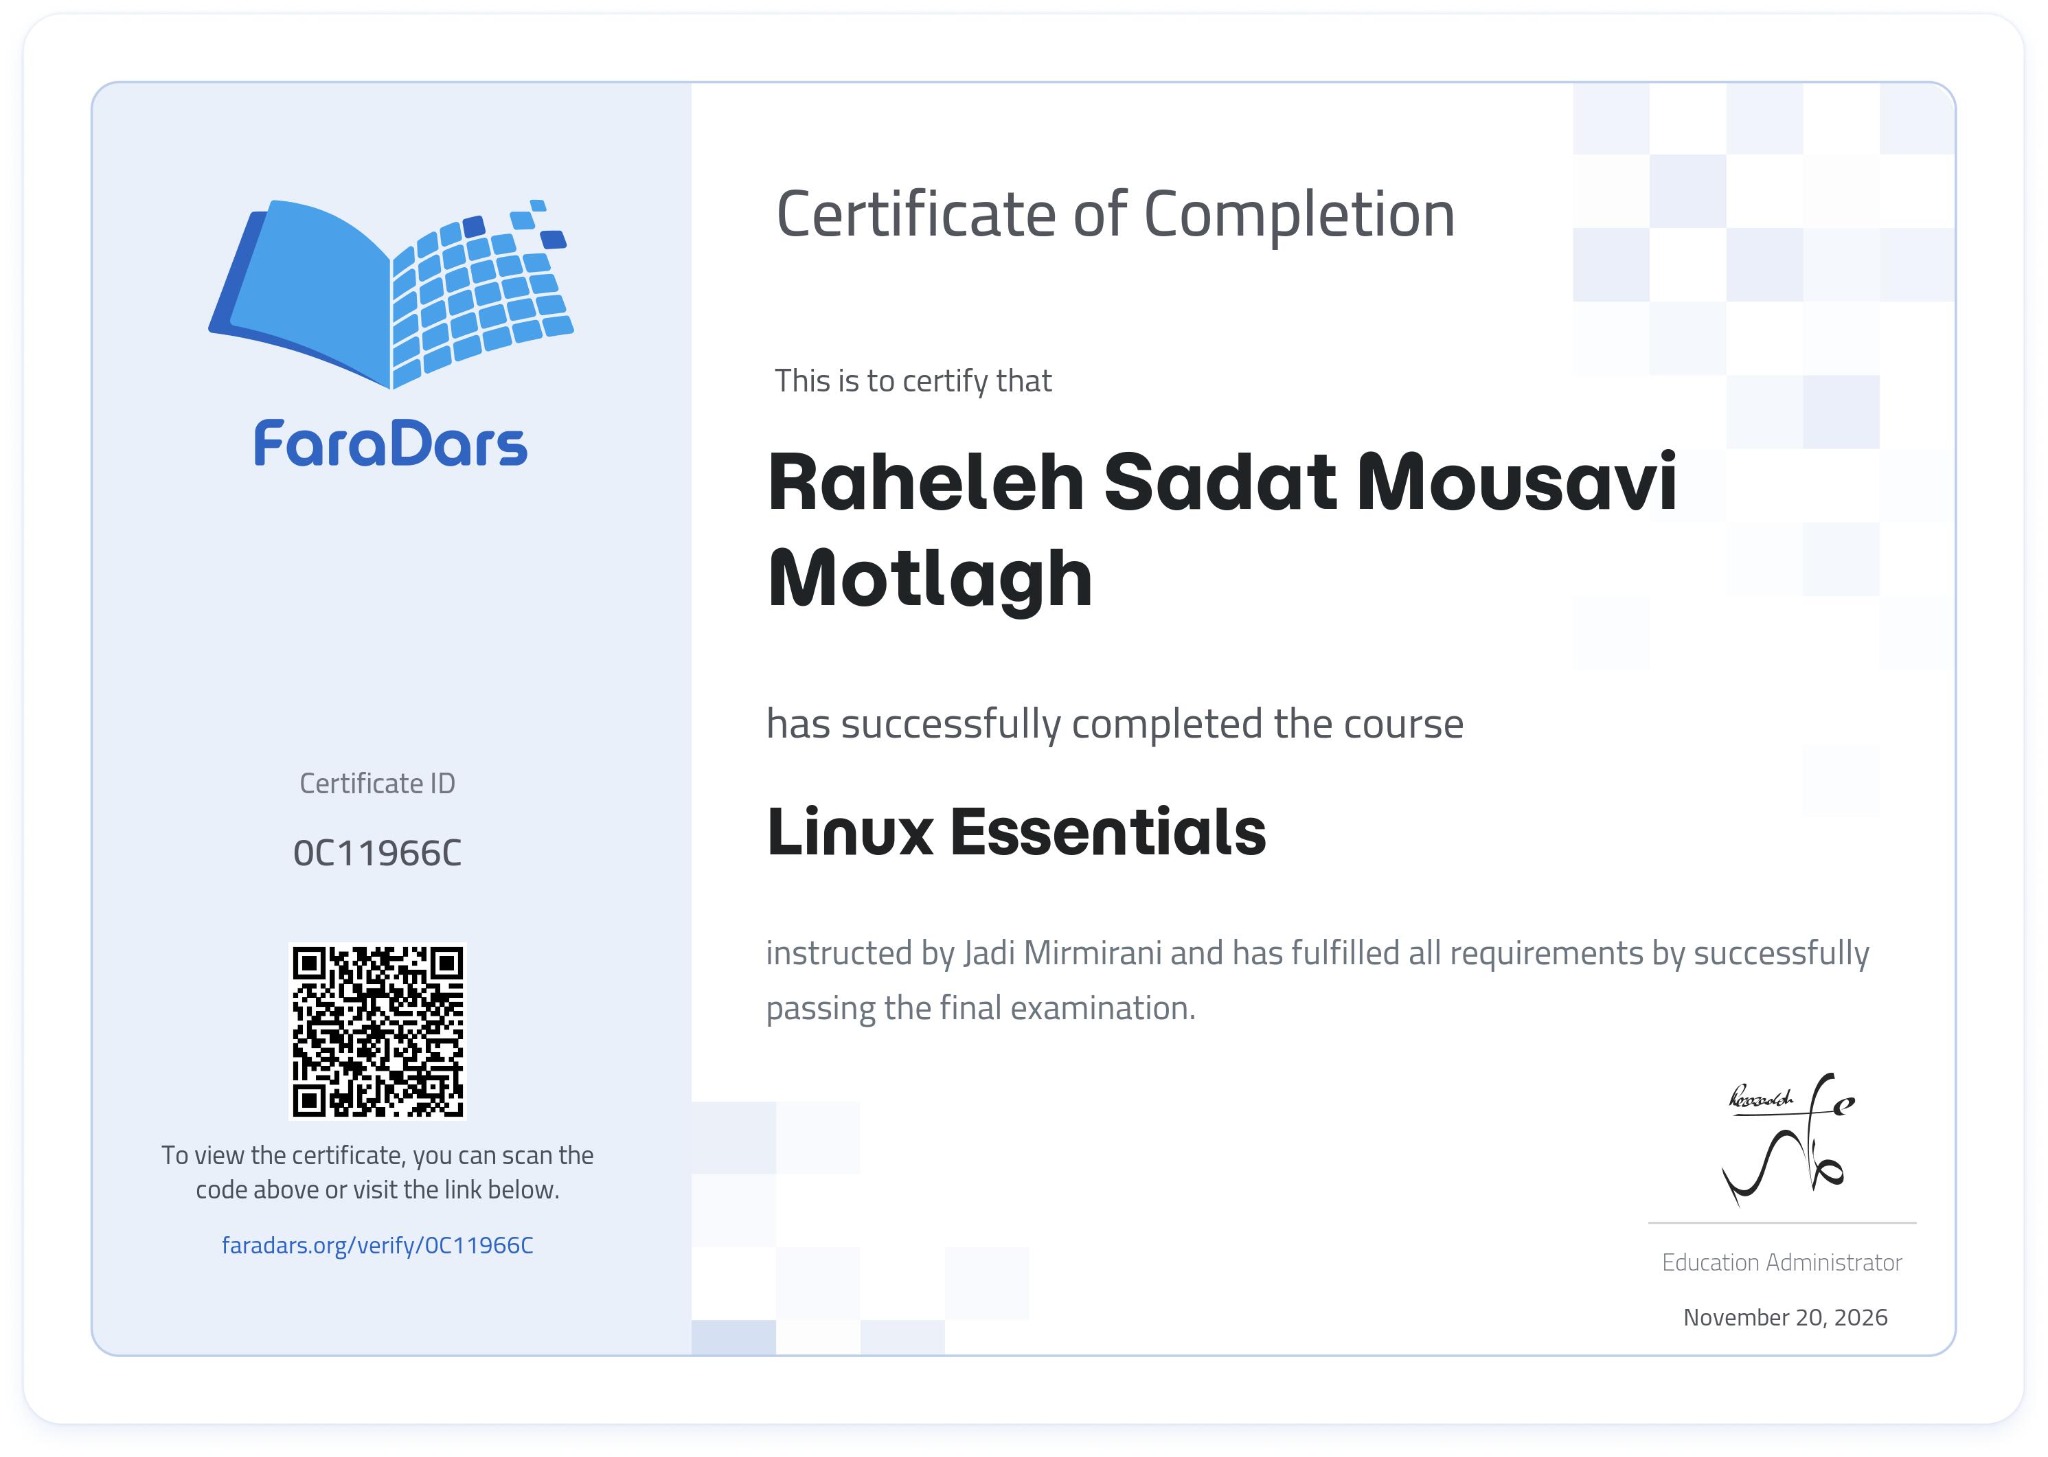 FaraDars
Certificate ID
0C11966C
To view the certificate, you can scan the
code above or visit the link below.
faradars.org/verify/0C11966C
Certificate of Completion
This is to certify that
Raheleh Sadat Mousavi
Motlagh
has successfully completed the course
Linux Essentials
instructed by Jadi Mirmirani and has fulfilled all requirements by successfully
passing the final examination.
Education Administrator
November 20, 2026